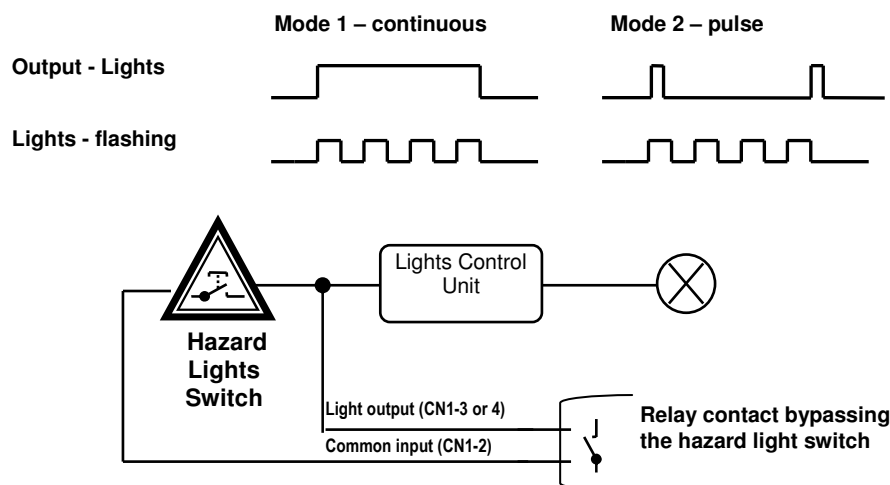 Mode 1 – continuous
Mode 2 – pulse
Output - Lights
Lights - flashing
Lights Control
Unit
Hazard
Lights
Switch
Light output (CN1-3 or 4)
Common input (CN1-2)
Relay contact bypassing
the hazard light switch